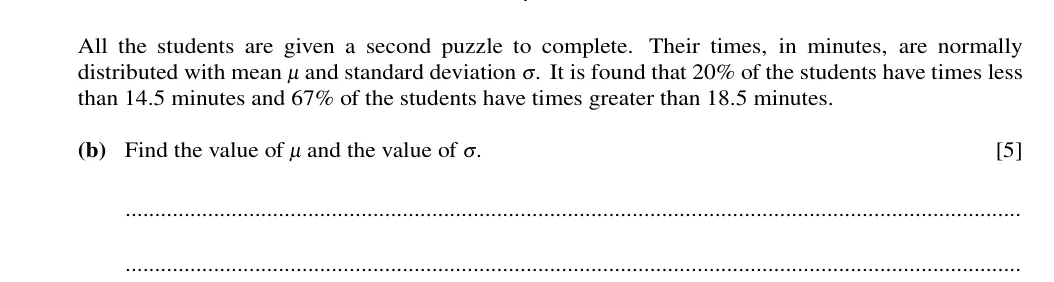 All the students are given a second puzzle to complete. Their times, in minutes, are normally
distributed with mean μ and standard deviation σ. It is found that 20% of the students have times less
than 14.5 minutes and 67% of the students have times greater than 18.5 minutes.
(b) Find the value of μ and the value of σ. [5]